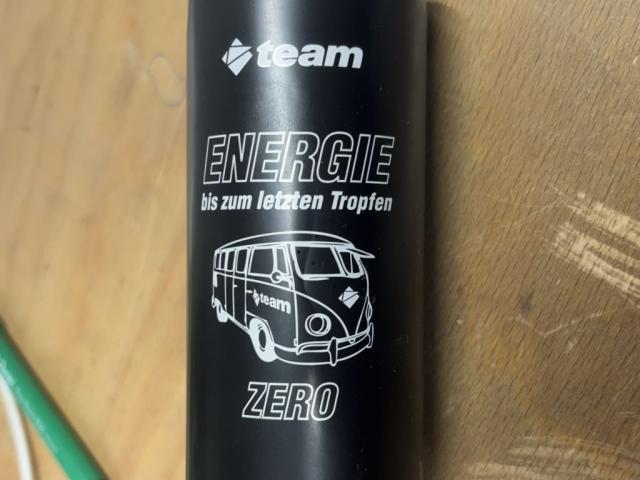 team
ENERGIE
bis zum letzten Tropfen
team
ZERO